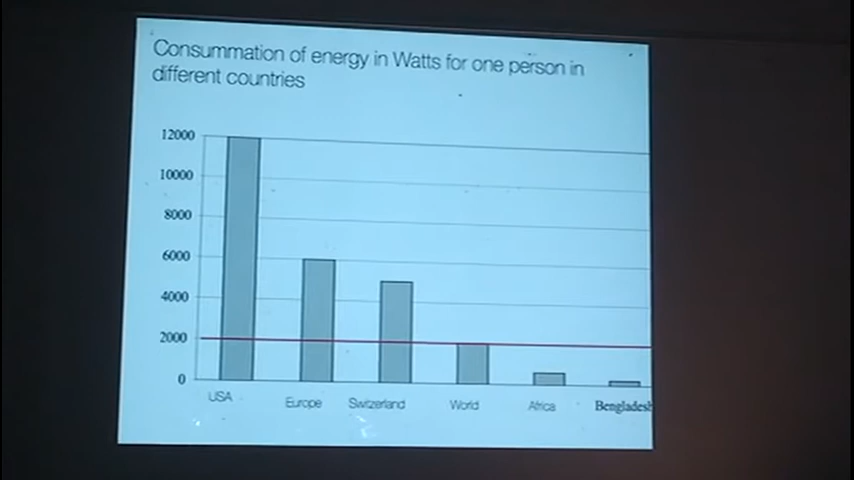 Consummation of energy in Watts for one person in
different countries
12000
10000
8000
6000
4000
2000
0
USA Europe Switzerland World Africa Bengladesh